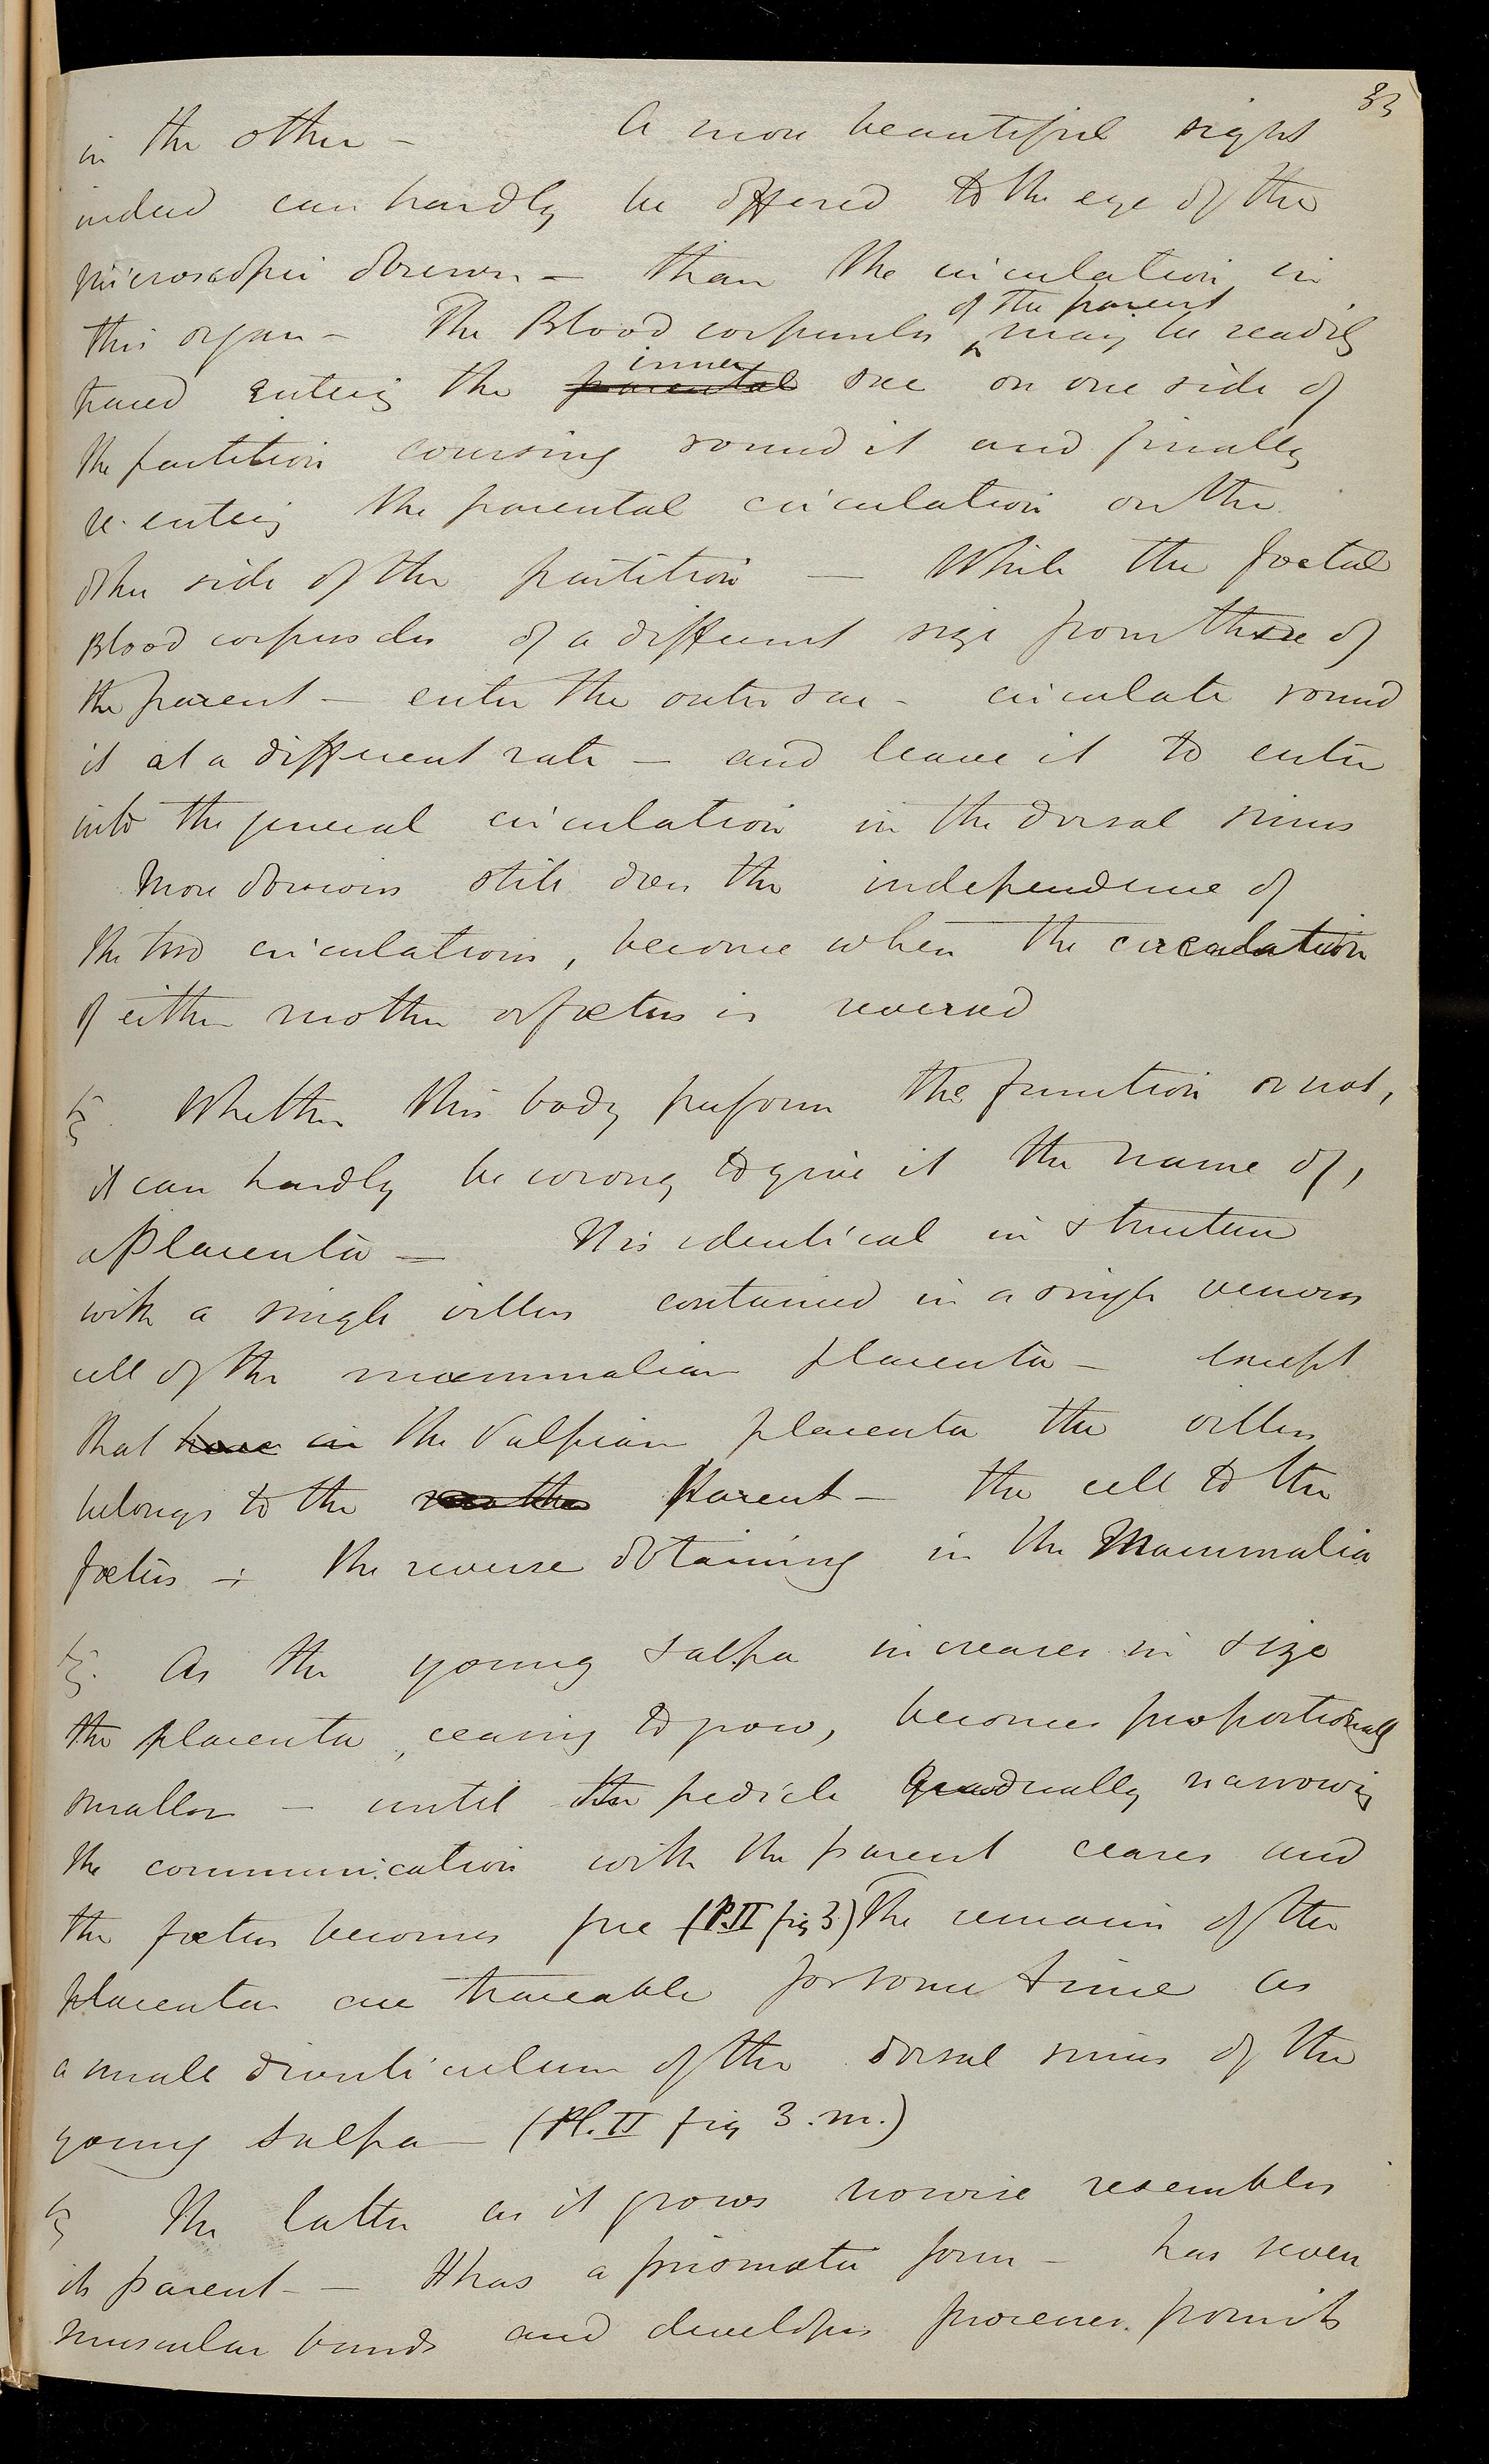 33
in the other – A more beautiful sight
indeed can hardly be offered to the eye of the
microscopic observer – than the circulation in
this organ – The Blood corpuscles of the parent may be readily
traced entering the parental inner sac on one side of
the partition coursing round it and finally
re-entering the parental circulation on the
other side of the partition – While the foetal
Blood corpuscles of a different size from those of
the parent – enter the outer sac – circulate round
it at a different rate – and leave it to enter
into the general circulation in the dorsal sinus
More obvious still does the independence of
the two circulations, become when the circulation
of either mother or foetus is reversed
Whether this body perform the function or not,
it can hardly be wrong to give it the name of,
a Placenta – It is identical in structure
with a single villus contained in a single venous
cell of the mammalian placenta – except
that here in the Salpian placenta the villus
belongs to the mother Parent – the cell to the
foetus –; the reverse obtaining in the Mammalia
As the young Salpa increases in size
the placenta, ceasing to grow, becomes proportionally
smaller – until the pedicle Gradually narrowing
the communication with the parent ceases and
the foetus becomes free (Pl. II fig 3) The remains of the
placenta are traceable for some time as
a small diverticulum of the dorsal sinus of the
young Salpa – (Pl. II fig 3. m.)
The latter as it grows nowise resembles
its parent – It has a prismatic form – has seven
muscular bands and developes processes from its